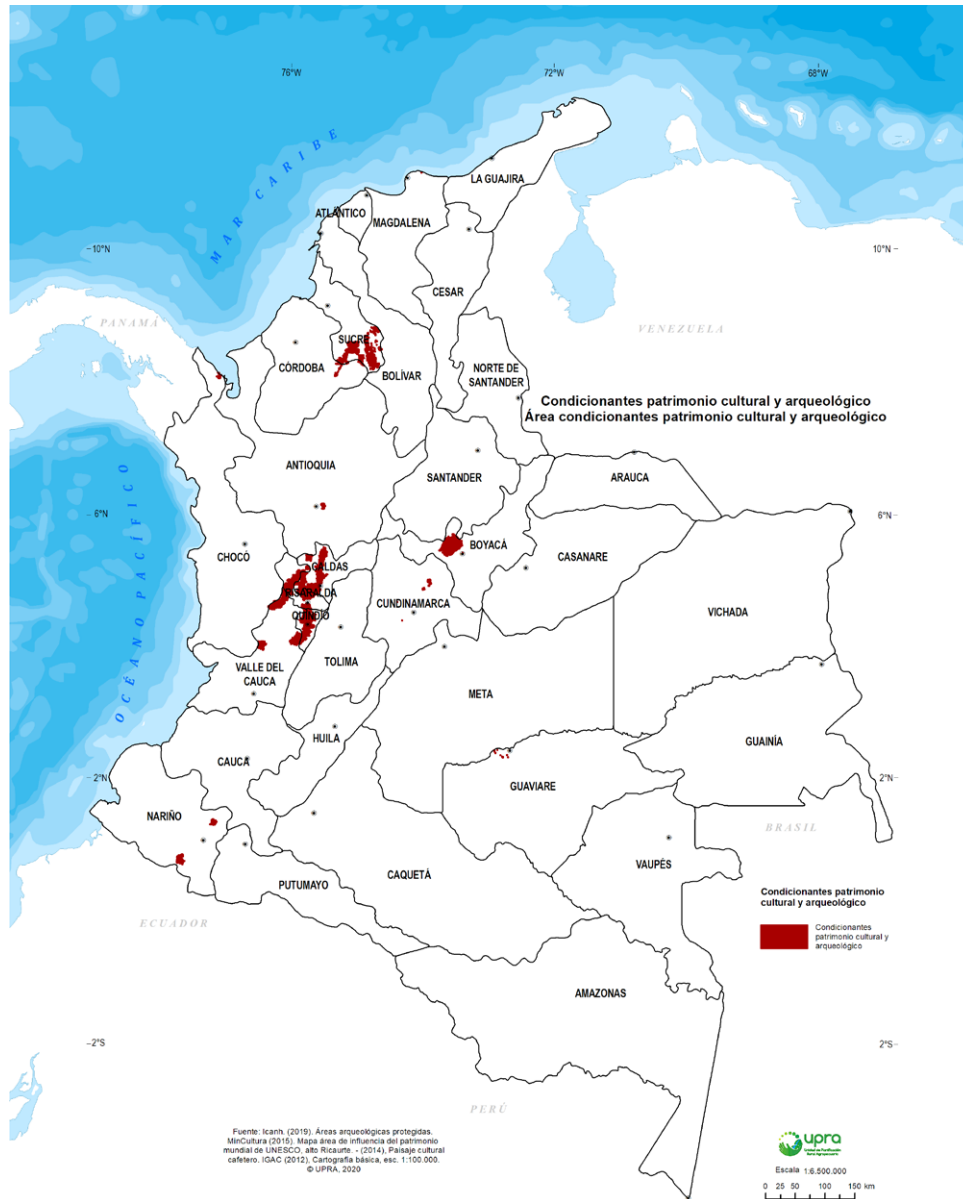 76°W
72°W
68°W
MAR CARIBE
LA GUAJIRA
ATLÁNTICO
MAGDALENA
10°N
10°N
CESAR
PANAMÁ
VENEZUELA
SUCRE
CÓRDOBA
BOLÍVAR
NORTE DE
SANTANDER
Condicionantes patrimonio cultural y arqueológico
Área condicionantes patrimonio cultural y arqueológico
ANTIOQUIA
SANTANDER
ARAUCA
OCÉANO PACÍFICO
6°N
6°N
CHOCÓ
BOYACÁ
CASANARE
CALDAS
RISARALDA
CUNDINAMARCA
VICHADA
QUINDÍO
TOLIMA
VALLE DEL
CAUCA
META
HUILA
GUAINÍA
CAUCA
2°N
2°N
GUAVIARE
NARIÑO
BRASIL
VAUPÉS
CAQUETÁ
PUTUMAYO
ECUADOR
Condicionantes patrimonio
cultural y arqueológico
Condicionantes
patrimonio cultural y
arqueológico
AMAZONAS
2°S
2°S
PERÚ
Fuente: Icanh. (2019). Áreas arqueológicas protegidas.
MinCultura (2015). Mapa área de influencia del patrimonio
mundial de UNESCO, alto Ricaurte. - (2014), Paisaje cultural
cafetero. IGAC (2012), Cartografía básica, esc. 1:100.000.
© UPRA, 2020
upra
Unidad de Planificación
Rural Agropecuaria
Escala 1:6.500.000
0 25 50 100 150 km